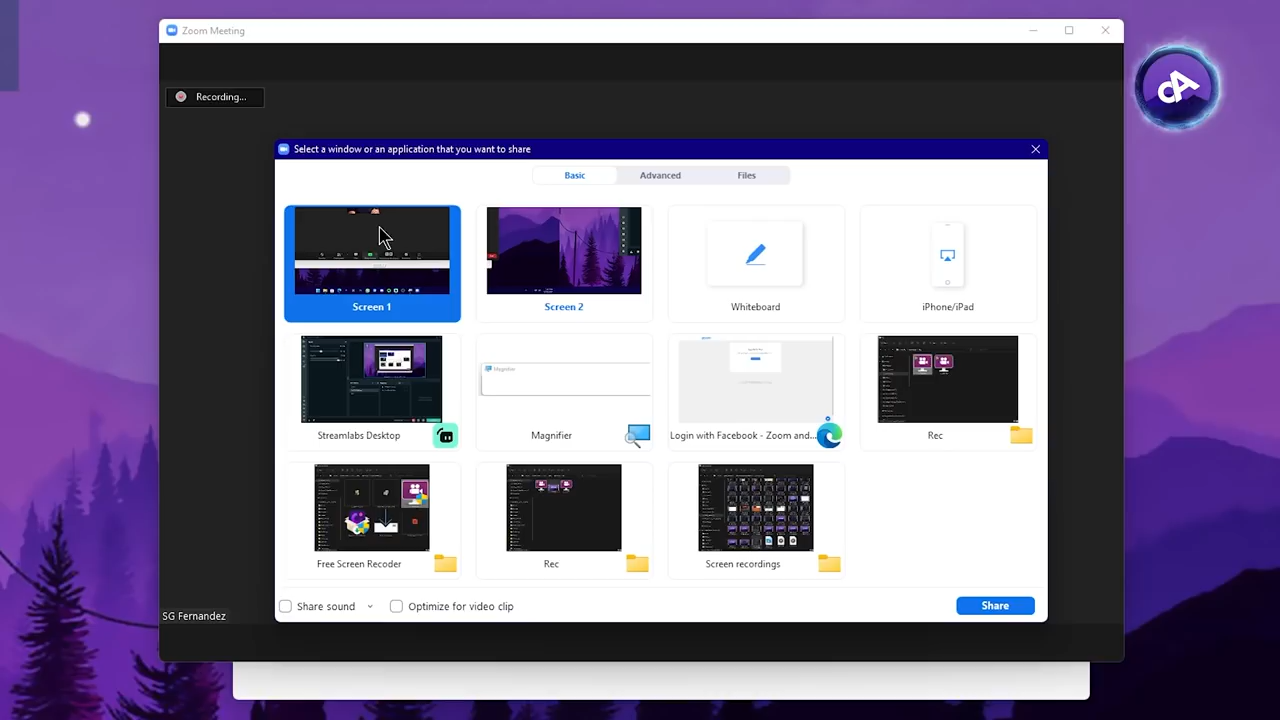 Zoom Meeting
Recording...
Select a window or an application that you want to share
Basic
Advanced
Files
Screen 1
Screen 2
Whiteboard
iPhone/iPad
Streamlabs Desktop
Magnifier
Magnifier
Login with Facebook - Zoom and...
Rec
Free Screen Recoder
Rec
Screen recordings
Share sound
Optimize for video clip
Share
SG Fernandez